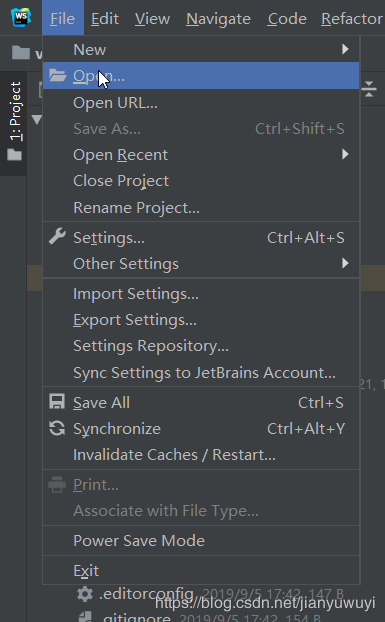 WS File Edit View Navigate Code Refactor
New
Open...
Open URL...
Save As... Ctrl+Shift+S
Open Recent
Close Project
Rename Project...
Settings... Ctrl+Alt+S
Other Settings
Import Settings...
Export Settings...
Settings Repository...
Sync Settings to JetBrains Account...
Save All Ctrl+S
Synchronize Ctrl+Alt+Y
Invalidate Caches / Restart...
Print...
Associate with File Type...
Power Save Mode
Exit
1: Project
21,
.editorconfig 2019/9/5 17:42, 147 B
.gitignore 2019/9/5 17:42, 154 B
https://blog.csdn.net/jianyuwuyi